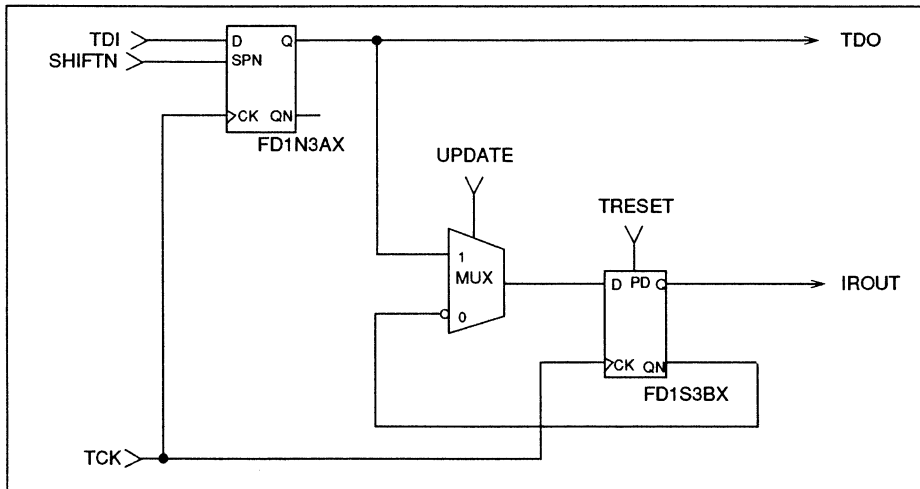 TDI
D
Q
TDO
SHIFTN
SPN
CK
QN
FD1N3AX
UPDATE
TRESET
1
MUX
0
D
PD
Q
IROUT
CK
QN
FD1S3BX
TCK